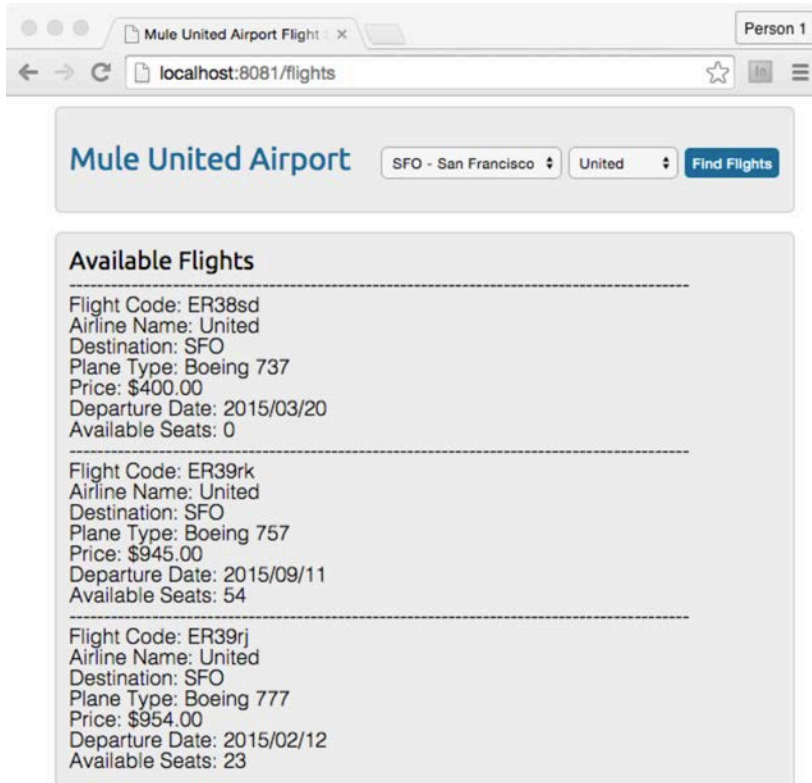 Mule United Airport Flight
Person 1
localhost:8081/flights
Mule United Airport
SFO - San Francisco
United
Find Flights
Available Flights
------------------------------------------------------------------------------------------
Flight Code: ER38sd
Airline Name: United
Destination: SFO
Plane Type: Boeing 737
Price: $400.00
Departure Date: 2015/03/20
Available Seats: 0
------------------------------------------------------------------------------------------
Flight Code: ER39rk
Airline Name: United
Destination: SFO
Plane Type: Boeing 757
Price: $945.00
Departure Date: 2015/09/11
Available Seats: 54
------------------------------------------------------------------------------------------
Flight Code: ER39rj
Airline Name: United
Destination: SFO
Plane Type: Boeing 777
Price: $954.00
Departure Date: 2015/02/12
Available Seats: 23